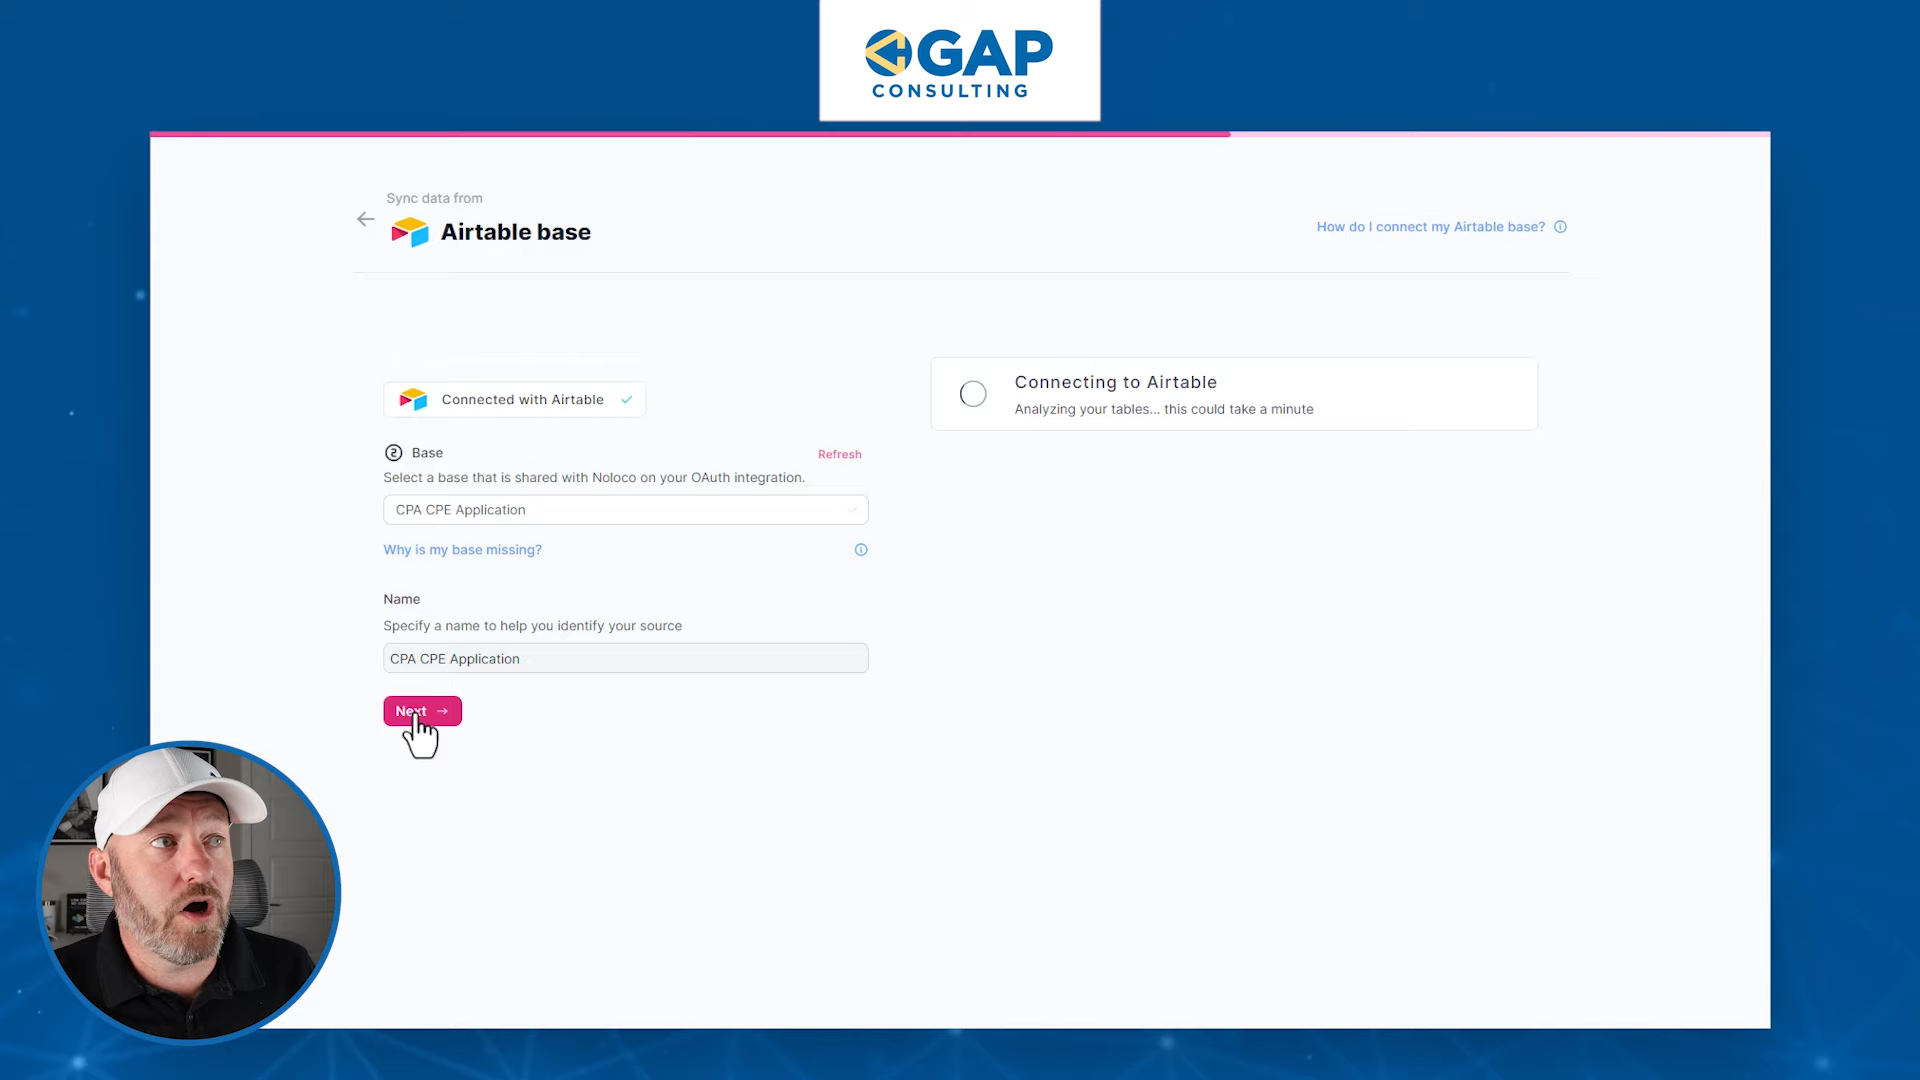 GAP
CONSULTING
Sync data from
Airtable base
How do I connect my Airtable base?
Connected with Airtable
Connecting to Airtable
Analyzing your tables... this could take a minute
2 Base
Refresh
Select a base that is shared with Noloco on your OAuth integration.
CPA CPE Application
Why is my base missing?
Name
Specify a name to help you identify your source
CPA CPE Application
Next →